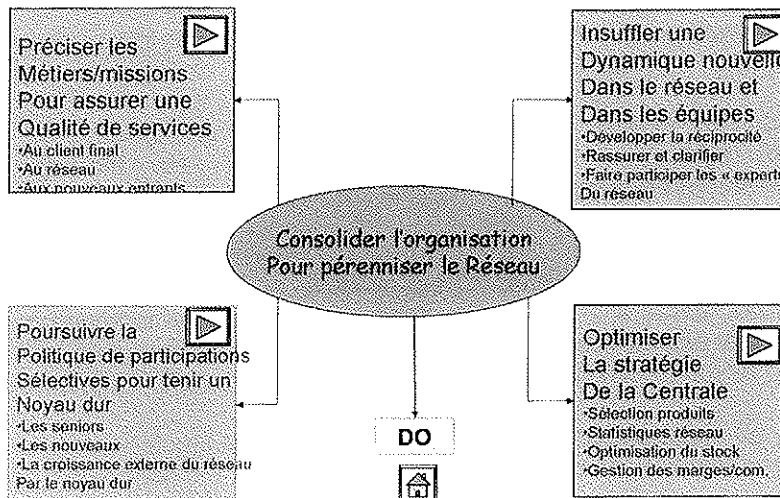 Préciser les
Métiers/missions
Pour assurer une
Qualité de services
•Au client final
•Au réseau
•Aux nouveaux entrants
Insuffler une
Dynamique nouvelle
Dans le réseau et
Dans les équipes
•Développer la réciprocité
•Rassurer et clarifier
•Faire participer les « experts
Du réseau
Consolider l'organisation
Pour pérenniser le Réseau
Poursuivre la
Politique de participations
Sélectives pour tenir un
Noyau dur
•Les seniors
•Les nouveaux
•La croissance externe du réseau
Par le noyau dur
Optimiser
La stratégie
De la Centrale
•Sélection produits
•Statistiques réseau
•Optimisation du stock
•Gestion des marges/com.
DO